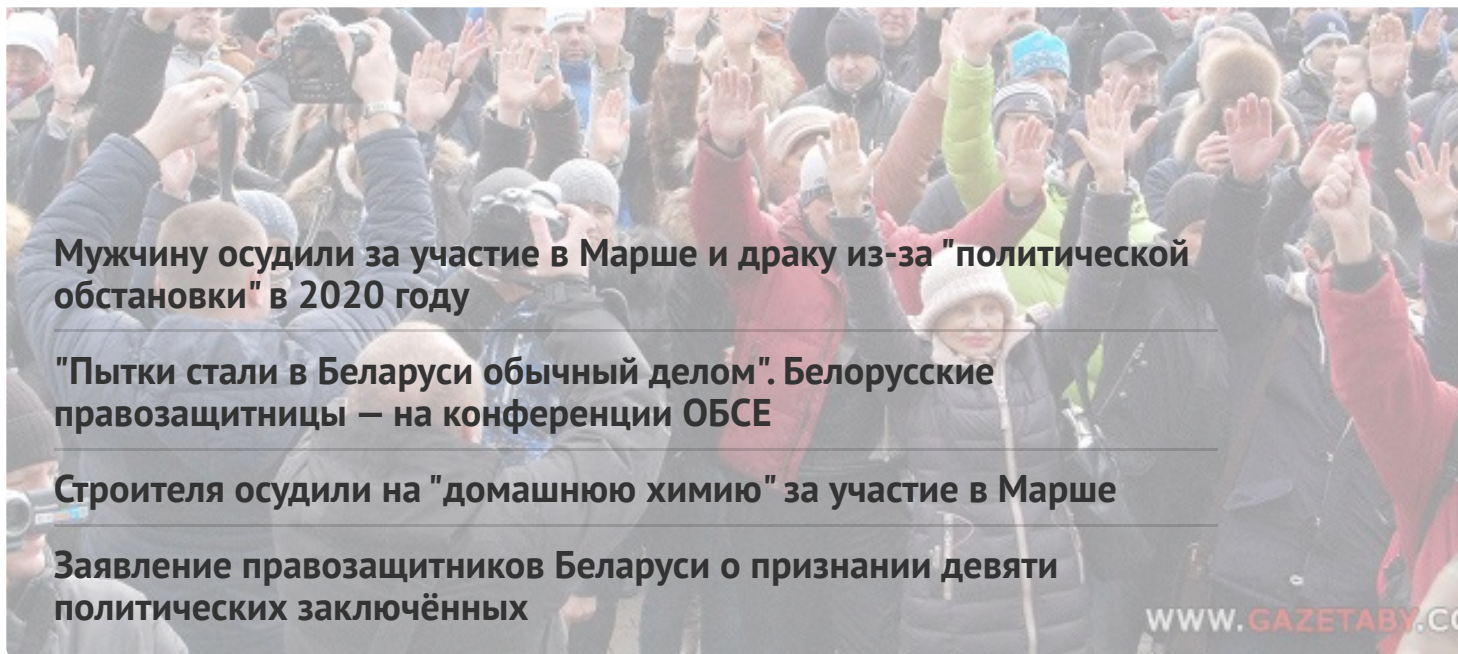 Мужчину осудили за участие в Марше и драку из-за "политической
обстановки" в 2020 году
"Пытки стали в Беларуси обычный делом". Белорусские
правозащитницы — на конференции ОБСЕ
Строителя осудили на "домашнюю химию" за участие в Марше
Заявление правозащитников Беларуси о признании девяти
политических заключённых
WWW.GAZETABY.CO